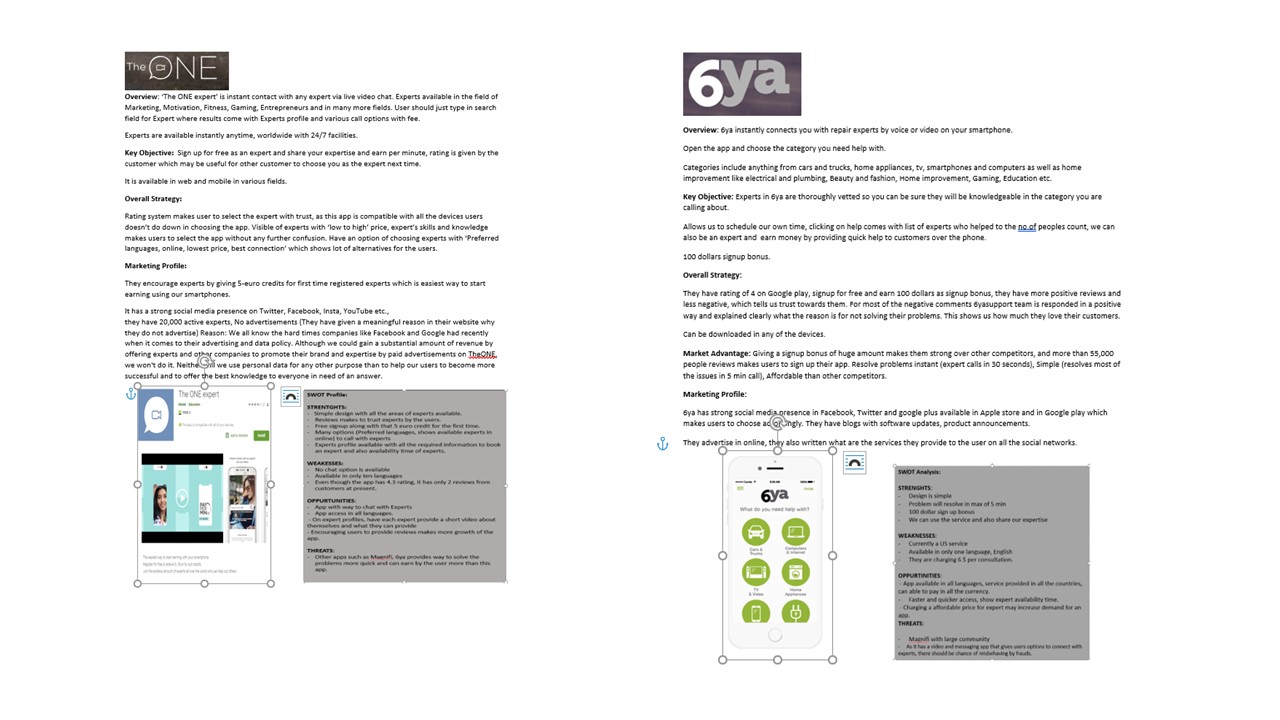 The ONE
Overview: 'The ONE expert' is instant contact with any expert via live video chat. Experts available in the field of
Marketing, Motivation, Fitness, Gaming, Entrepreneurs and in many more fields. User should just type in search
field for Expert where results come with Experts profile and various call options with fee.
Experts are available instantly anytime, worldwide with 24/7 facilities.
Key Objective: Sign up for free as an expert and share your expertise and earn per minute, rating is given by the
customer which may be useful for other customer to choose you as the expert next time.
It is available in web and mobile in various fields.
Overall Strategy:
Rating system makes user to select the expert with trust, as this app is compatible with all the devices users
doesn't do down in choosing the app. Visible of experts with 'low to high' price, expert's skills and knowledge
makes users to select the app without any further confusion. Have an option of choosing experts with 'Preferred
languages, online, lowest price, best connection' which shows lot of alternatives for the users.
Marketing Profile:
They encourage experts by giving 5-euro credits for first time registered experts which is easiest way to start
earning using our smartphones.
It has a strong social media presence on Twitter, Facebook, Insta, YouTube etc.,
they have 20,000 active experts, No advertisements (They have given a meaningful reason in their website why
they do not advertise) Reason: We all know the hard times companies like Facebook and Google had recently
when it comes to their advertising and data policy. Although we could gain a substantial amount of revenue by
offering experts and other companies to promote their brand and expertise by paid advertisements on TheONE,
we won't do it. Neither will we use personal data for any other purpose than to help our users to become more
successful and to offer the best knowledge to everyone in need of an answer.
The ONE expert
SWOT Profile:
STRENTGHTS:
- Simple design with all the areas of experts available.
- Reviews makes to trust experts by the users.
- Free signup along with that 5 euro credit for the first time.
- Many options (Preferred languages, shows available experts in
online) to call with experts
- Experts profile available with all the required information to book
an expert and also availability time of experts.
WEAKESSES:
- No chat option is available
- Available in only ten languages
- Even though the app has 4.3 rating, it has only 2 reviews from
customers at present.
OPPURTUNITIES:
- App with way to chat with Experts
- App access in all languages.
- On expert profiles, have each expert provide a short video about
themselves and what they can provide
- Encouraging users to provide reviews makes more growth of the
app.
THREATS:
- Other apps such as Magnifi, 6ya provides way to solve the
problems more quick and can earn by the user more than this
app.
6ya
Overview: 6ya instantly connects you with repair experts by voice or video on your smartphone.
Open the app and choose the category you need help with.
Categories include anything from cars and trucks, home appliances, tv, smartphones and computers as well as home
improvement like electrical and plumbing, Beauty and fashion, Home improvement, Gaming, Education etc.
Key Objective: Experts in 6ya are thoroughly vetted so you can be sure they will be knowledgeable in the category you are
calling about.
Allows us to schedule our own time, clicking on help comes with list of experts who helped to the no.of peoples count, we can
also be an expert and earn money by providing quick help to customers over the phone.
100 dollars signup bonus.
Overall Strategy:
They have rating of 4 on Google play, signup for free and earn 100 dollars as signup bonus, they have more positive reviews and
less negative, which tells us trust towards them. For most of the negative comments 6yasupport team is responded in a positive
way and explained clearly what the reason is for not solving their problems. This shows us how much they love their customers.
Can be downloaded in any of the devices.
Market Advantage: Giving a signup bonus of huge amount makes them strong over other competitors, and more than 55,000
people reviews makes users to sign up their app. Resolve problems instant (expert calls in 30 seconds), Simple (resolves most of
the issues in 5 min call), Affordable than other competitors.
Marketing Profile:
6ya has strong social media presence in Facebook, Twitter and google plus available in Apple store and in Google play which
makes users to choose accordingly. They have blogs with software updates, product announcements.
They advertise in online, they also written what are the services they provide to the user on all the social networks.
6ya
What do you need help with?
Cars & Trucks
Computers & Internet
TV & Video
Home Appliances
SWOT Analysis:
STRENGHTS:
- Design is simple
- Problem will resolve in max of 5 min
- 100 dollar sign up bonus
- We can use the service and also share our expertise
WEAKNESSES:
- Currently a US service
- Available in only one language, English
- They are charging 6 $ per consultation.
OPPURTINITIES:
- App available in all languages, service provided in all the countries,
can able to pay in all the currency.
- Faster and quicker access, show expert availability time.
- Charging a affordable price for expert may increase demand for an
app.
THREATS:
- Magnifi with large community
- As it has a video and messaging app that gives users options to connect with
experts, there should be chance of misbehaving by frauds.